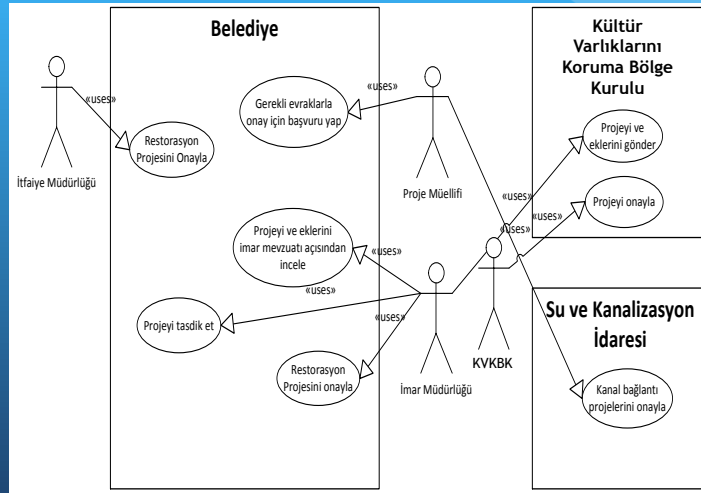 Belediye
Kültür
Varlıklarını
Koruma Bölge
Kurulu
«uses»
«uses»
Gerekli evraklarla
onay için başvuru yap
Restorasyon
Projesini Onayla
İtfaiye Müdürlüğü
Proje Müellifi
Projeyi ve
eklerini gönder
«uses»
Projeyi onayla
«uses»
«uses»
Projeyi ve eklerini
imar mevzuatı açısından
incele
«uses»
«uses»
Projeyi tasdik et
«uses»
Restorasyon
Projesini onayla
İmar Müdürlüğü
KVKBK
Su ve Kanalizasyon
İdaresi
Kanal bağlantı
projelerini onayla